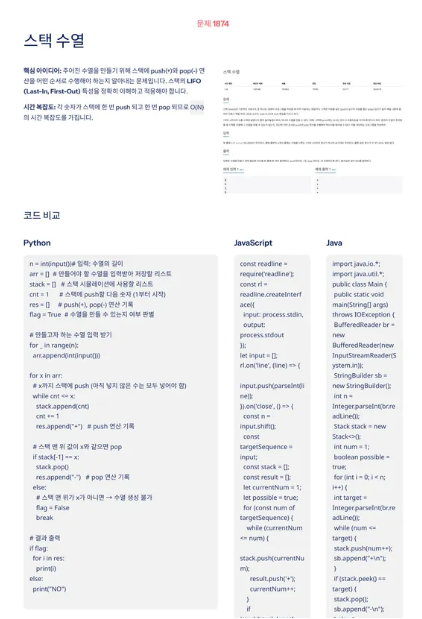 문제 1874
스택 수열
핵심 아이디어: 주어진 수열을 만들기 위해 스택에 push(+)와 pop(-) 연
산을 어떤 순서로 수행해야 하는지 알아내는 문제입니다. 스택의 LIFO
(Last-In, First-Out) 특성을 정확히 이해하고 적용해야 합니다.
시간 복잡도: 각 숫자가 스택에 한 번 push 되고 한 번 pop 되므로 O(N)
의 시간 복잡도를 가집니다.
스택 수열
코드 비교
Python
n = int(input())# 입력; 수열의 길이
arr = [] # 만들어야 할 수열을 입력받아 저장할 리스트
stack = [] # 스택 시뮬레이션에 사용할 리스트
cnt = 1 # 스택에 push할 다음 숫자 (1부터 시작)
res = [] # push(+), pop(-) 연산 기록
flag = True # 수열을 만들 수 있는지 여부 판별
# 만들고자 하는 수열 입력 받기
for _ in range(n):
arr.append(int(input()))
for x in arr:
# x까지 스택에 push (아직 넣지 않은 수는 모두 넣어야 함)
while cnt <= x:
stack.append(cnt)
cnt += 1
res.append("+") # push 연산 기록
# 스택 맨 위 값이 x와 같으면 pop
if stack[-1] == x:
stack.pop()
res.append("-") # pop 연산 기록
else:
# 스택 맨 위가 x가 아니면 → 수열 생성 불가
flag = False
break
# 결과 출력
if flag:
for i in res:
print(i)
else:
print("NO")
JavaScript
const readline =
require('readline');
const rl =
readline.createInterf
ace({
input: process.stdin,
output:
process.stdout
});
let input = [];
rl.on('line', (line) => {
input.push(parseInt(li
ne));
}).on('close', () => {
const n =
input.shift();
const
targetSequence =
input;
const stack = [];
const result = [];
let currentNum = 1;
let possible = true;
for (const num of
targetSequence) {
while (currentNum
<= num) {
stack.push(currentNu
m);
result.push('+');
currentNum++;
}
if
Java
import java.io.*;
import java.util.*;
public class Main {
public static void
main(String[] args)
throws IOException {
BufferedReader br =
new
BufferedReader(new
InputStreamReader(S
ystem.in));
StringBuilder sb =
new StringBuilder();
int n =
Integer.parseInt(br.re
adLine());
Stack stack = new
Stack<>();
int num = 1;
boolean possible =
true;
for (int i = 0; i < n;
i++) {
int target =
Integer.parseInt(br.re
adLine());
while (num <=
target) {
stack.push(num++);
sb.append("+\n");
}
if (stack.peek() ==
target) {
stack.pop();
sb.append("-\n");